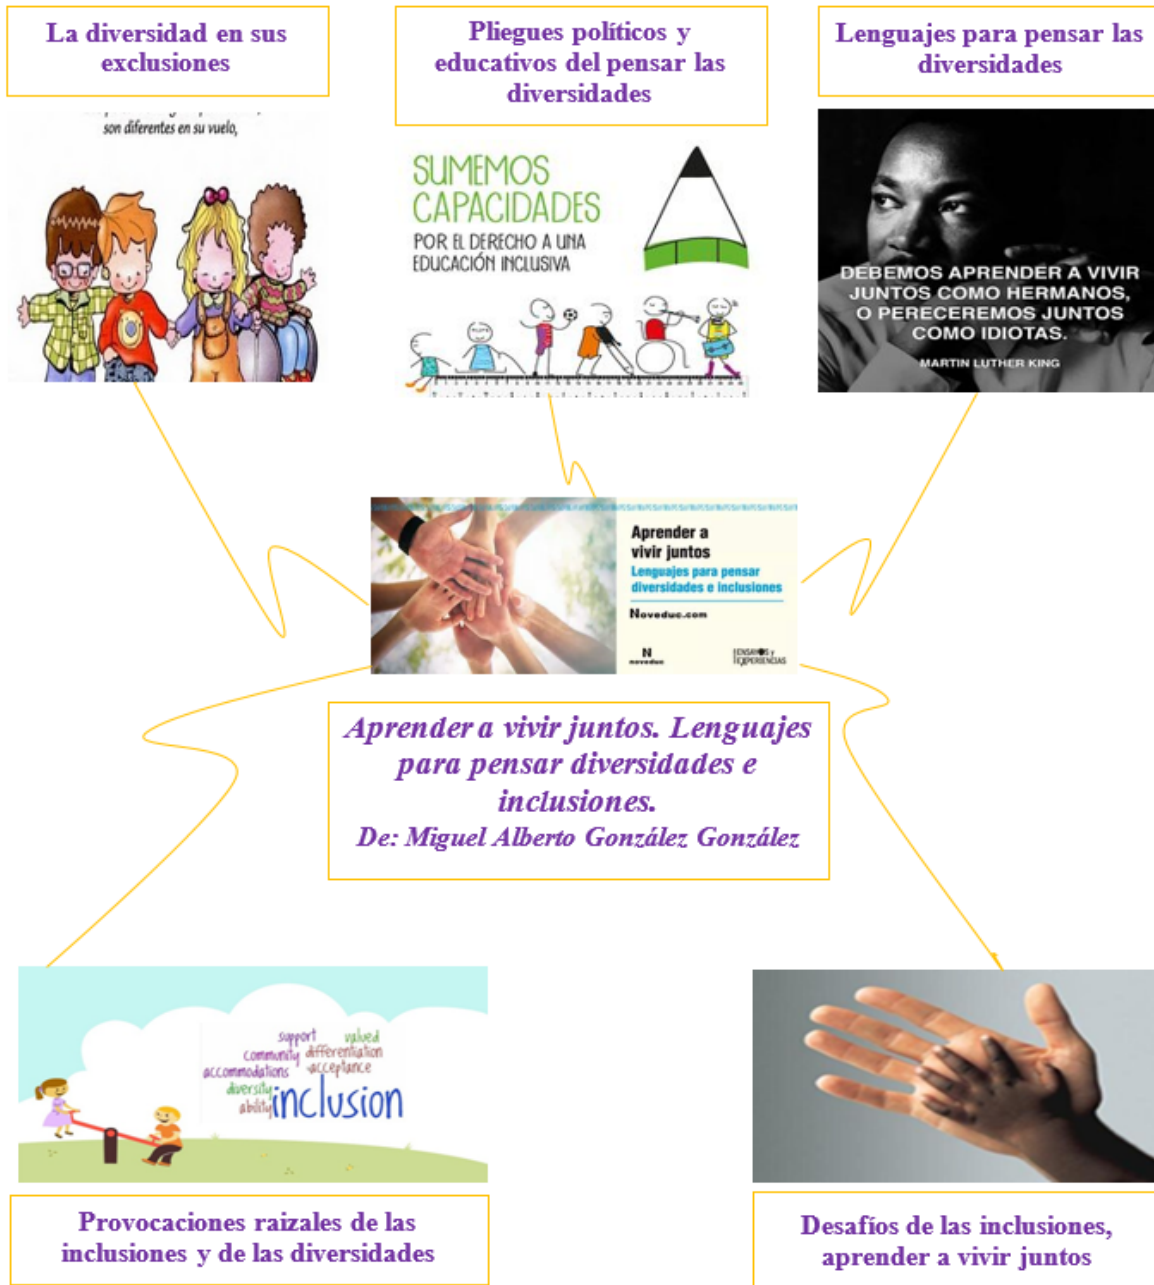 La diversidad en sus
exclusiones
Pliegues políticos y
educativos del pensar las
diversidades
Lenguajes para pensar las
diversidades
son diferentes en su vuelo,
SUMEMOS
CAPACIDADES
POR EL DERECHO A UNA
EDUCACIÓN INCLUSIVA
DEBEMOS APRENDER A VIVIR
JUNTOS COMO HERMANOS,
O PERECEREMOS JUNTOS
COMO IDIOTAS.
MARTIN LUTHER KING
Aprender a
vivir juntos
Lenguajes para pensar
diversidades e inclusiones
Noveduc.com
N
noveduc
ENSAYOS y
EXPERIENCIAS
Aprender a vivir juntos. Lenguajes
para pensar diversidades e
inclusiones.
De: Miguel Alberto González González
support valued
community differentiation
accommodations acceptance
diversity
ability inclusion
Provocaciones raizales de las
inclusiones y de las diversidades
Desafíos de las inclusiones,
aprender a vivir juntos